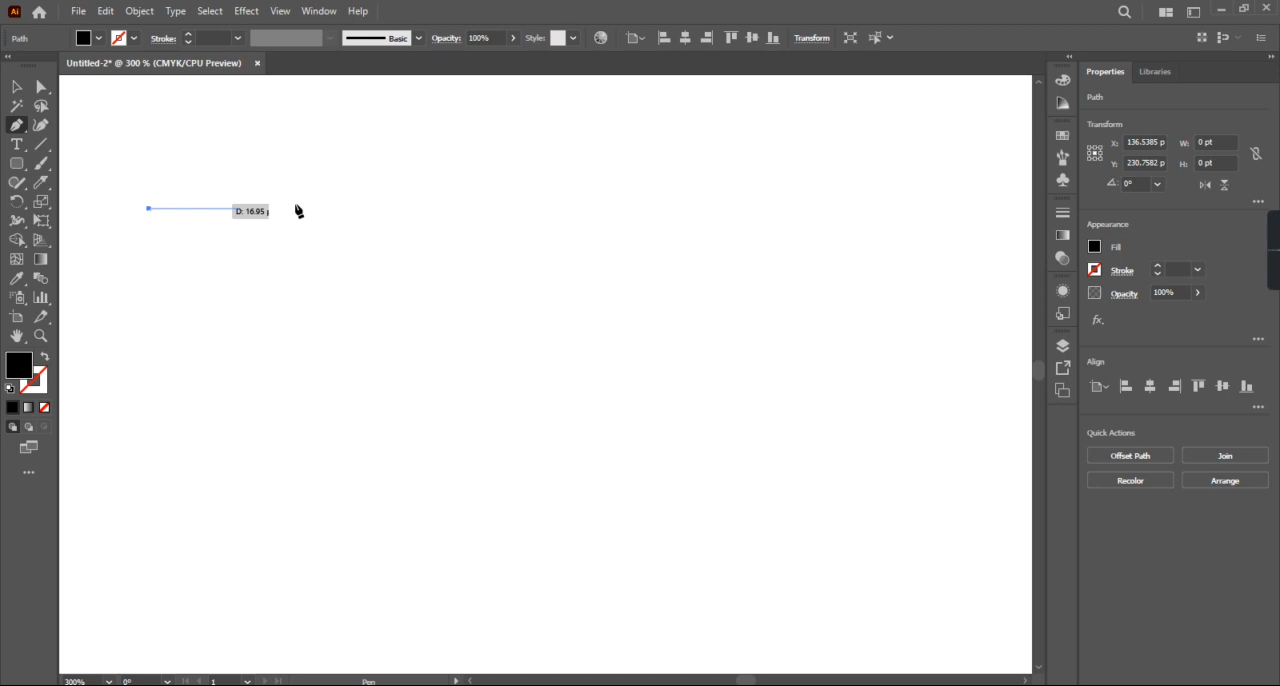 Ai File Edit Object Type Select Effect View Window Help
Path Stroke: Basic Opacity: 100% Style: Transform
Untitled-2* @ 300 % (CMYK/CPU Preview) ×
Properties Libraries
Path
Transform
X: 136.5385 p W: 0 pt
Y: 230.7582 p H: 0 pt
0°
D: 16.95 p
Appearance
Fill
Stroke
Opacity 100%
fx.
Align
Quick Actions
Offset Path Join
Recolor Arrange
300% 0° 1 Pen